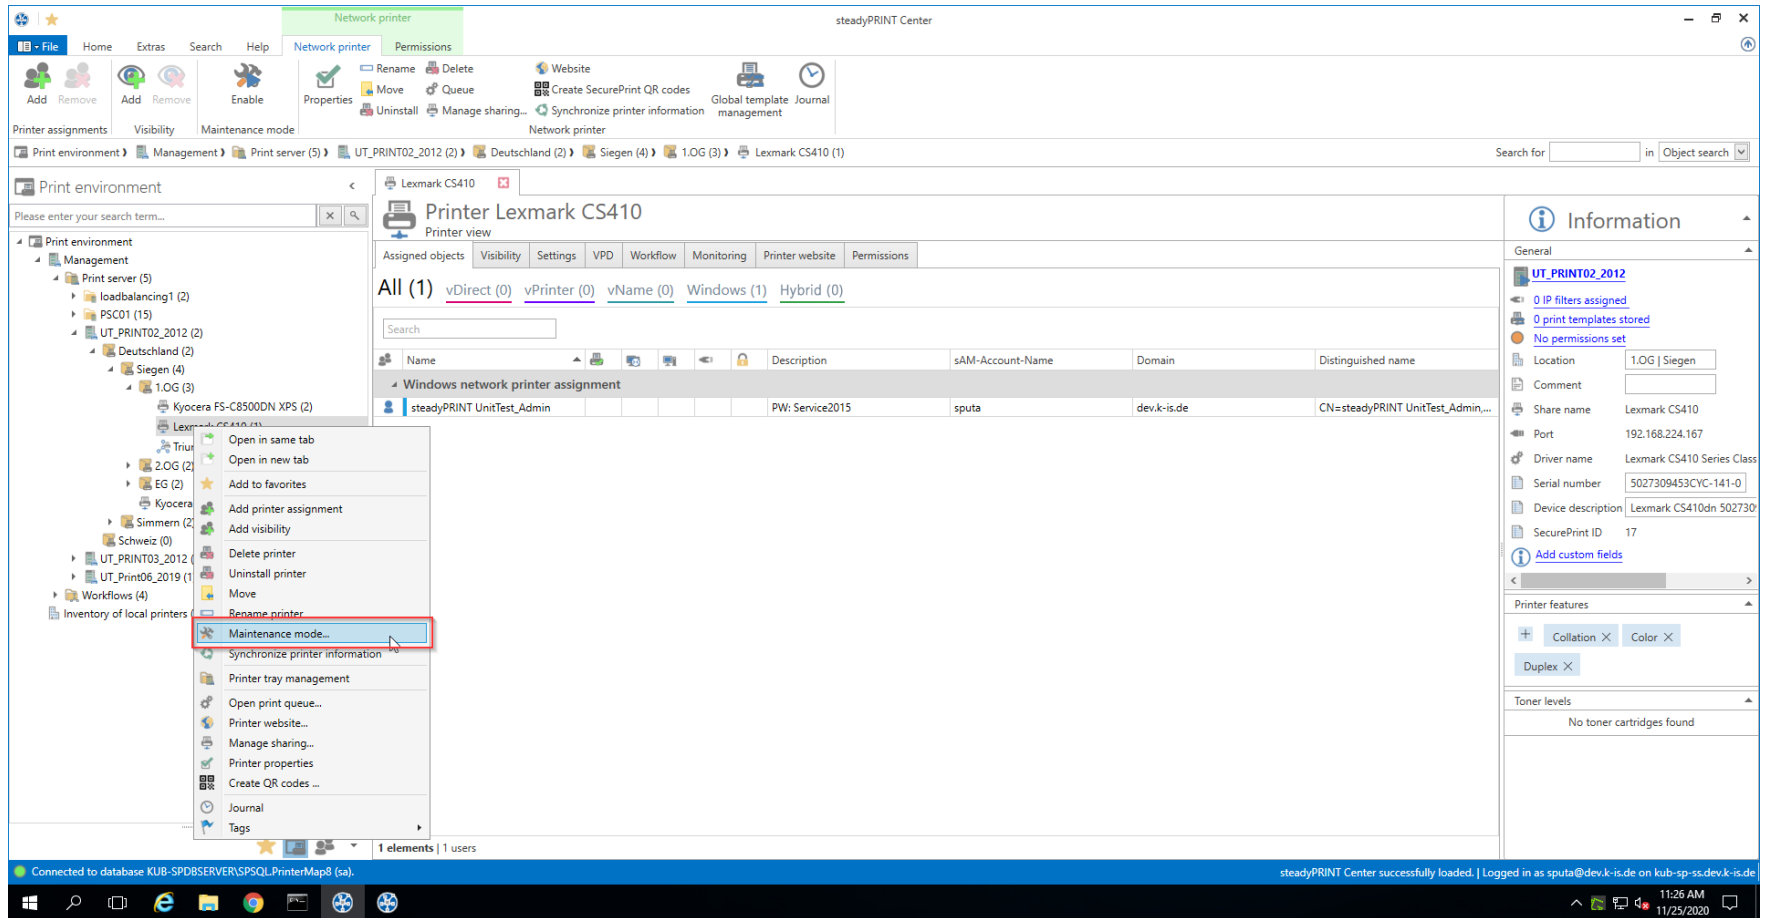 Network printer
steadyPRINT Center
File Home Extras Search Help Network printer Permissions
Add Remove
Printer assignments
Add Remove
Visibility
Enable
Maintenance mode
Properties
Rename Delete Website
Move Queue Create SecurePrint QR codes
Uninstall Manage sharing... Synchronize printer information
Network printer
Global template management
Journal
Print environment Management Print server (5) UT_PRINT02_2012 (2) Deutschland (2) Siegen (4) 1.OG (3) Lexmark CS410 (1)
Search for in Object search
Print environment
Please enter your search term...
Print environment
Management
Print server (5)
loadbalancing1 (2)
PSC01 (15)
UT_PRINT02_2012 (2)
Deutschland (2)
Siegen (4)
1.OG (3)
Kyocera FS-C8500DN XPS (2)
Lexmark CS410 (1)
2.OG (2)
EG (2)
Kyocera
Simmern (2)
Schweiz (0)
UT_PRINT03_2012 (
UT_Print06_2019 (1
Workflows (4)
Inventory of local printers (
Open in same tab
Open in new tab
Add to favorites
Add printer assignment
Add visibility
Delete printer
Uninstall printer
Move
Rename printer
Maintenance mode...
Synchronize printer information
Printer tray management
Open print queue...
Printer website...
Manage sharing...
Printer properties
Create QR codes ...
Journal
Tags
Lexmark CS410
Printer Lexmark CS410
Printer view
Assigned objects Visibility Settings VPD Workflow Monitoring Printer website Permissions
All (1) vDirect (0) vPrinter (0) vName (0) Windows (1) Hybrid (0)
Search
Name Description sAM-Account-Name Domain Distinguished name
Windows network printer assignment
steadyPRINT UnitTest_Admin PW: Service2015 sputa dev.k-is.de CN=steadyPRINT UnitTest_Admin,...
1 elements | 1 users
Information
General
UT_PRINT02_2012
0 IP filters assigned
0 print templates stored
No permissions set
Location 1.OG | Siegen
Comment
Share name Lexmark CS410
Port 192.168.224.167
Driver name Lexmark CS410 Series Class
Serial number 5027309453CYC-141-0
Device description Lexmark CS410dn 502730
SecurePrint ID 17
Add custom fields
Printer features
Collation Color
Duplex
Toner levels
No toner cartridges found
Connected to database KUB-SPDBSERVER\SPSQL.PrinterMap8 (sa).
steadyPRINT Center successfully loaded. | Logged in as sputa@dev.k-is.de on kub-sp-ss.dev.k-is.de
11:26 AM
11/25/2020